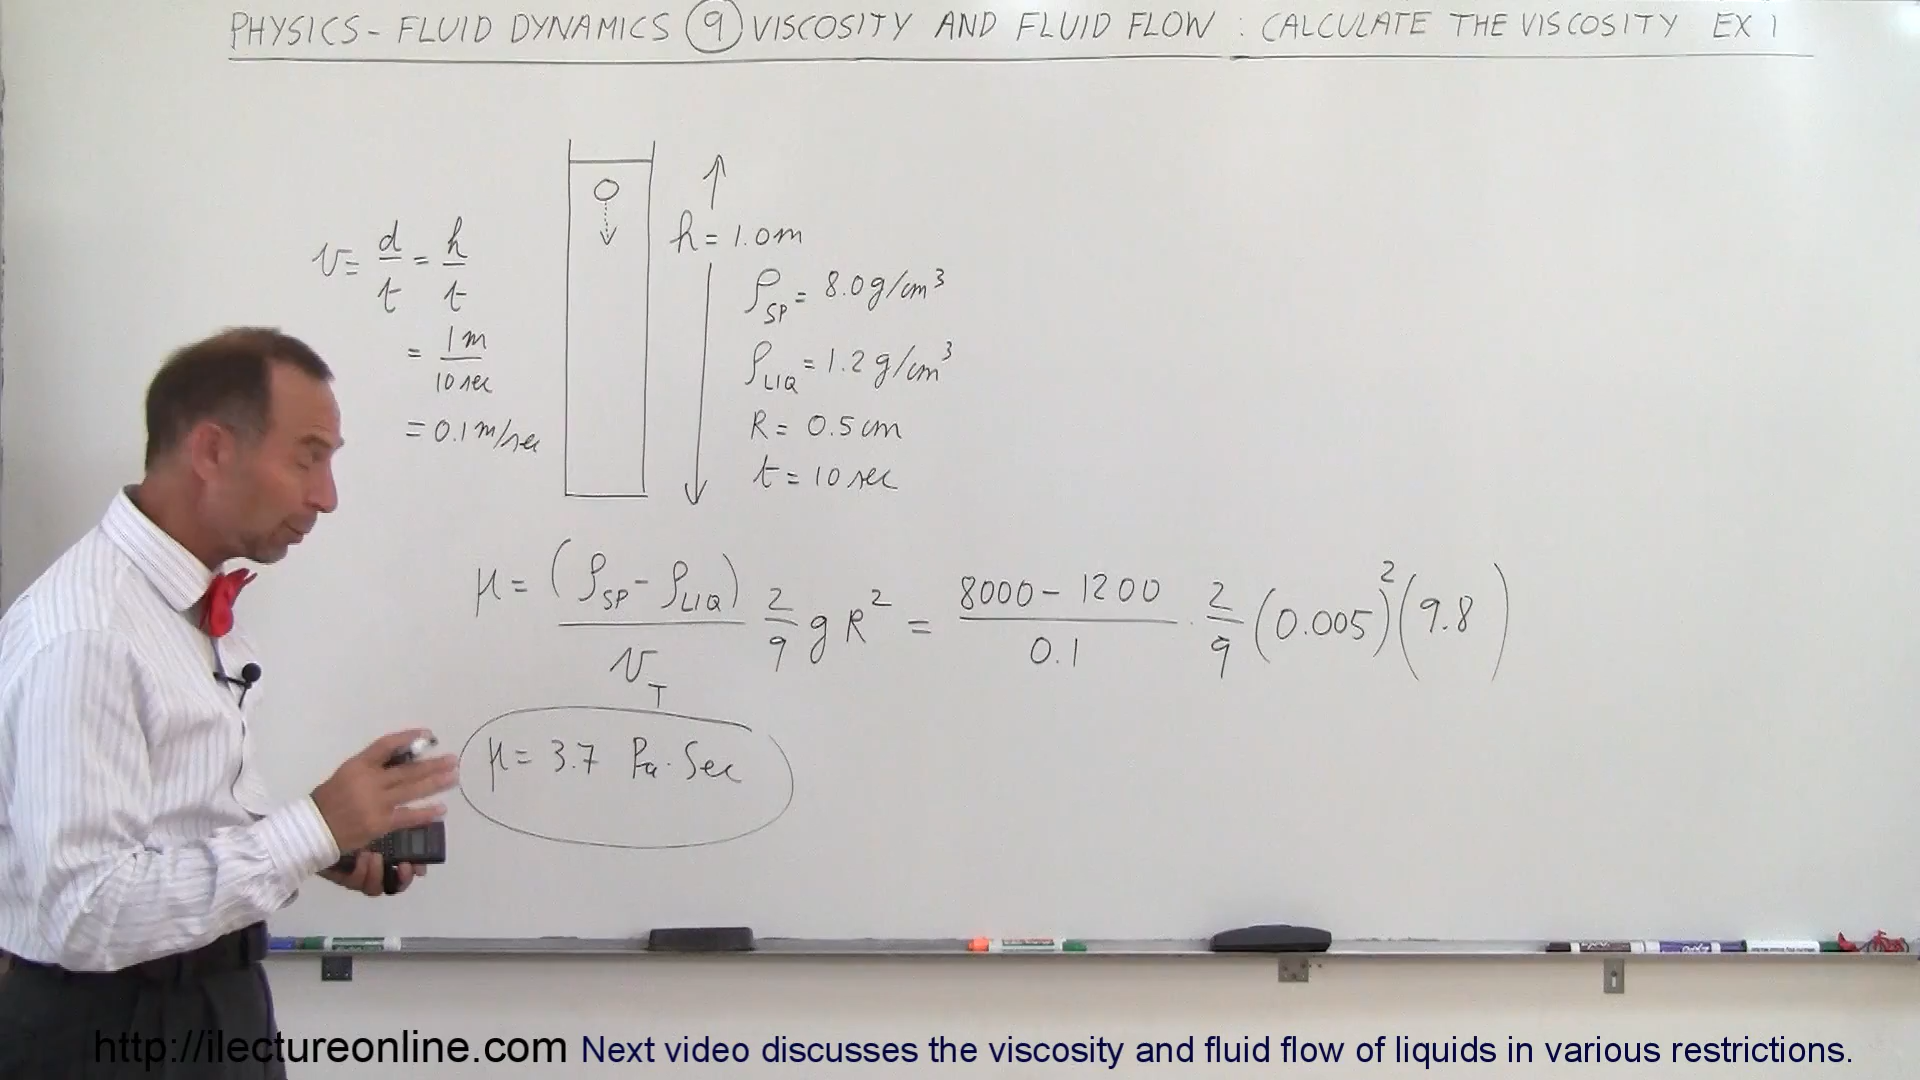 PHYSICS - FLUID DYNAMICS ⑨ VISCOSITY AND FLUID FLOW : CALCULATE THE VISCOSITY EX 1
v = d/t = h/t
= 1 m / 10 sec
= 0.1 m/sec
h = 1.0 m
ρSP = 8.0 g/cm³
ρLIQ = 1.2 g/cm³
R = 0.5 cm
t = 10 sec
μ = (ρSP - ρLIQ)/vT 2/9 g R² = 8000 - 1200 / 0.1 · 2/9 (0.005)² (9.8)
μ = 3.7 Pa · Sec
http://ilectureonline.com Next video discusses the viscosity and fluid flow of liquids in various restrictions.